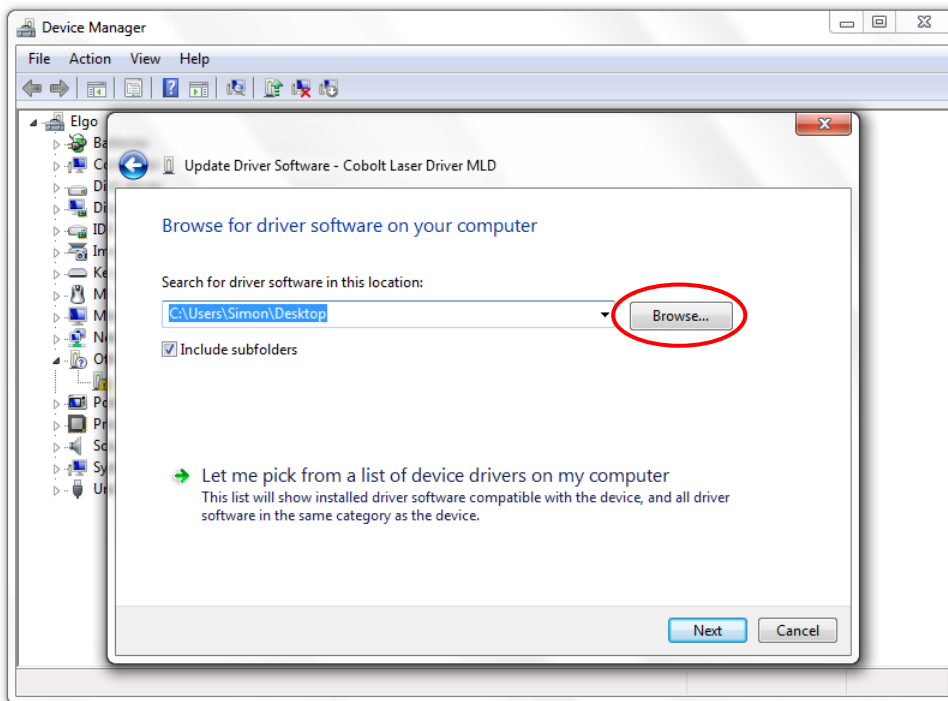 Device Manager
File Action View Help
Elgo
Update Driver Software - Cobolt Laser Driver MLD
Browse for driver software on your computer
Search for driver software in this location:
C:\Users\Simon\Desktop
Browse...
Include subfolders
Let me pick from a list of device drivers on my computer
This list will show installed driver software compatible with the device, and all driver
software in the same category as the device.
Next Cancel